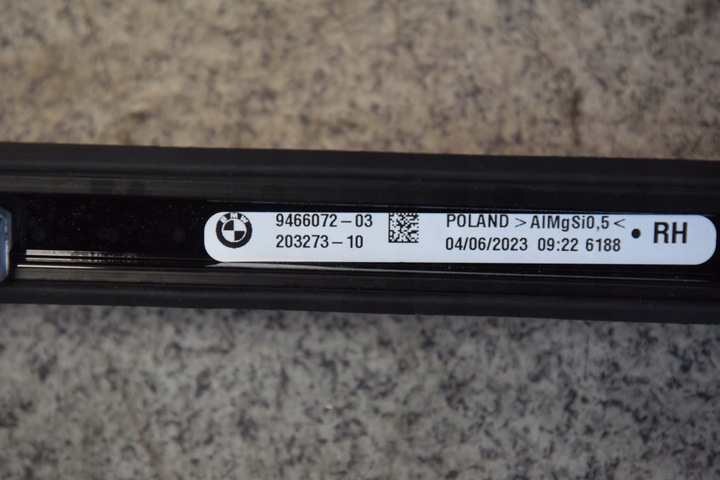 BMW
9466072-03
203273-10
POLAND >AlMgSi0,5<
04/06/2023 09:22 6188
• RH